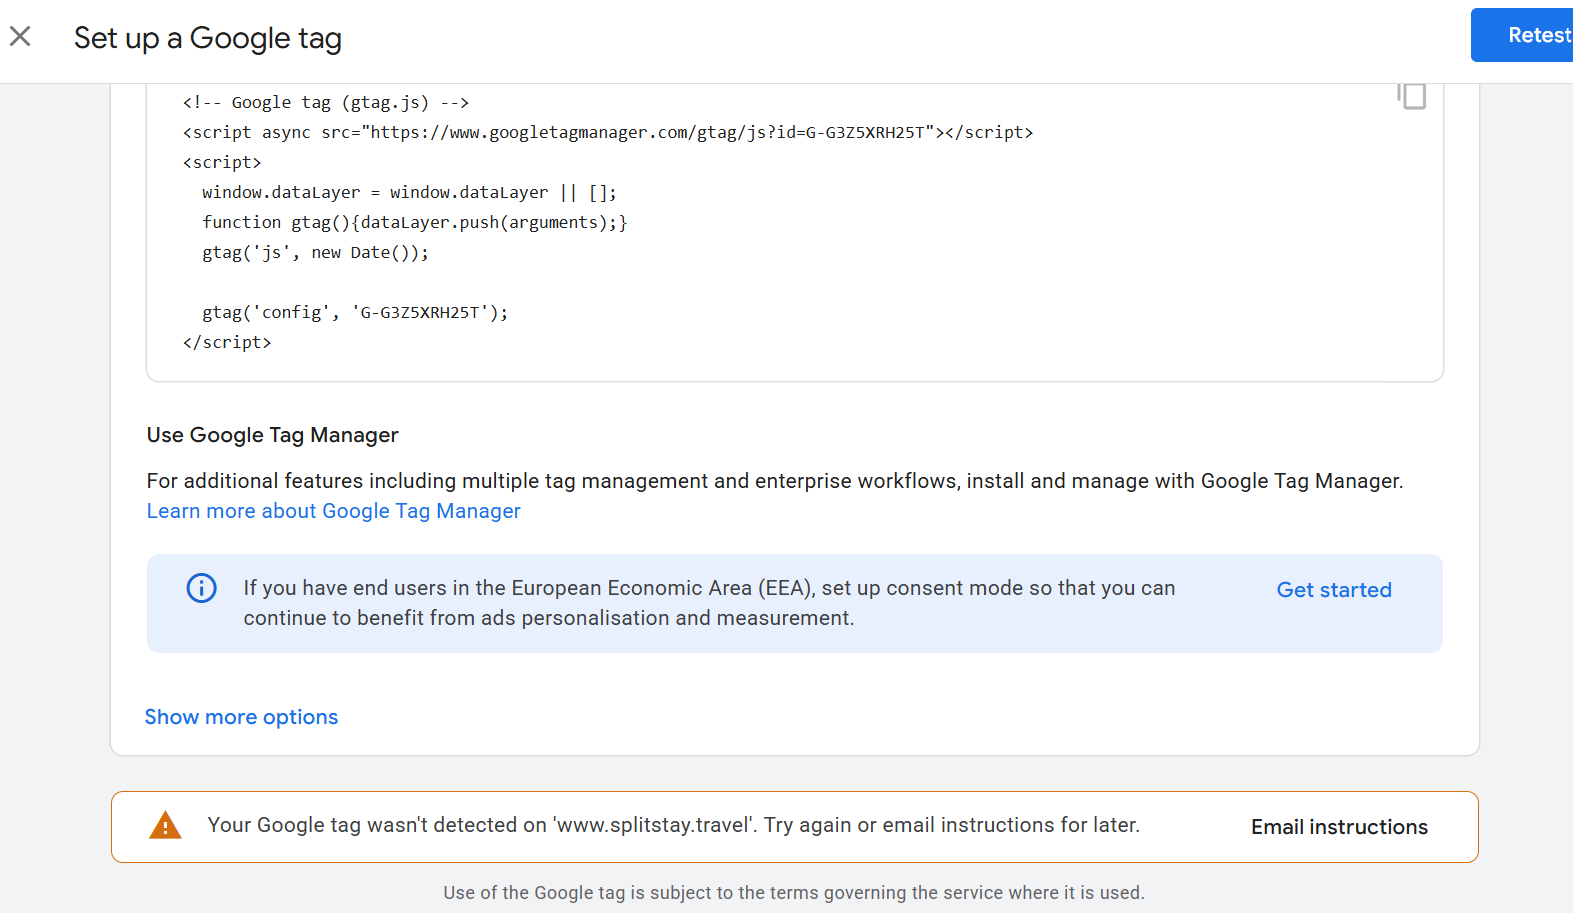 Set up a Google tag
Retest
<!-- Google tag (gtag.js) -->
<script async src="https://www.googletagmanager.com/gtag/js?id=G-G3Z5XRH25T"></script>
<script>
  window.dataLayer = window.dataLayer || [];
  function gtag(){dataLayer.push(arguments);}
  gtag('js', new Date());

  gtag('config', 'G-G3Z5XRH25T');
</script>
Use Google Tag Manager
For additional features including multiple tag management and enterprise workflows, install and manage with Google Tag Manager.
Learn more about Google Tag Manager
If you have end users in the European Economic Area (EEA), set up consent mode so that you can
continue to benefit from ads personalisation and measurement.
Get started
Show more options
Your Google tag wasn't detected on 'www.splitstay.travel'. Try again or email instructions for later.
Email instructions
Use of the Google tag is subject to the terms governing the service where it is used.